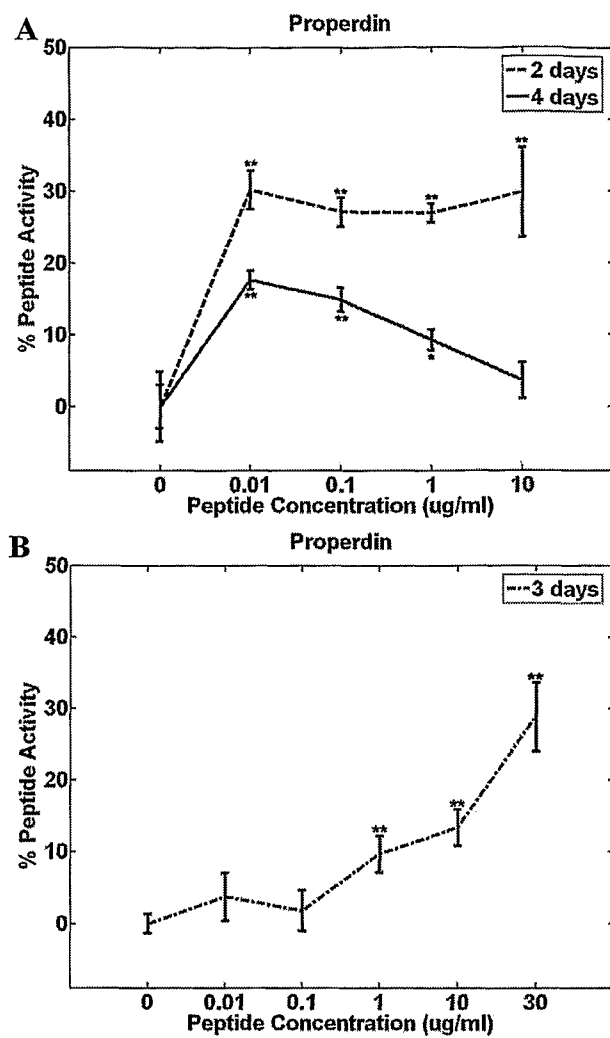 A
Properdin
50
40
30
20
10
0
% Peptide Activity
2 days
4 days
**
**
**
**
**
**
*
0 0.01 0.1 1 10
Peptide Concentration (ug/ml)
B
Properdin
50
40
30
20
10
0
% Peptide Activity
3 days
**
**
**
0 0.01 0.1 1 10 30
Peptide Concentration (ug/ml)